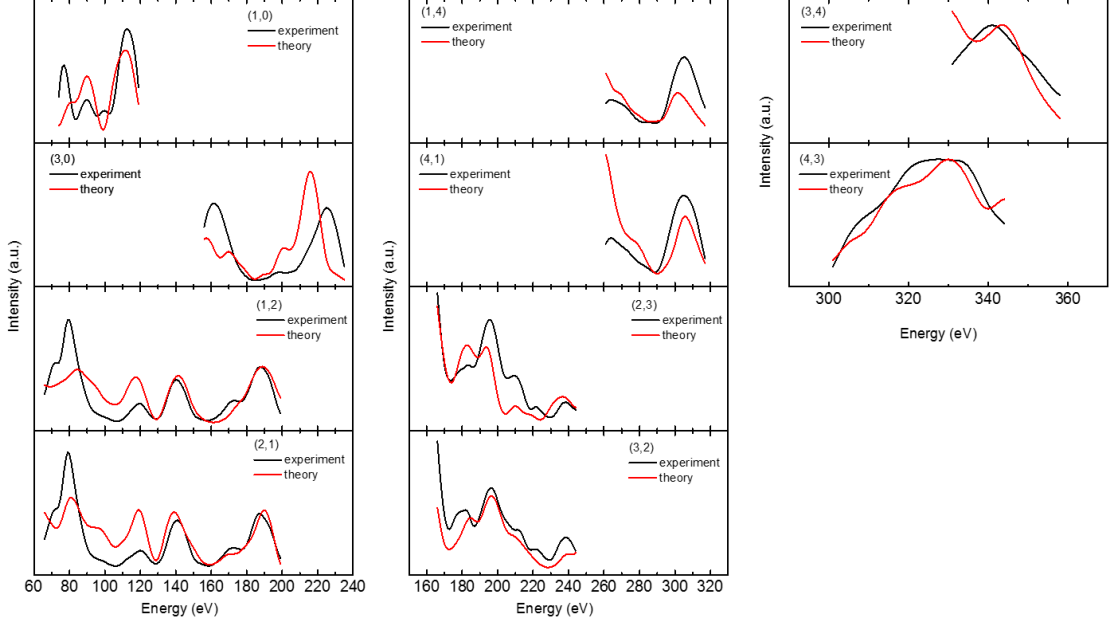 (1,0)
experiment
theory
(3,0)
experiment
theory
(1,2)
experiment
theory
(2,1)
experiment
theory
Intensity (a.u.)
60 80 100 120 140 160 180 200 220 240
Energy (eV)
(1,4)
experiment
theory
(4,1)
experiment
theory
(2,3)
experiment
theory
(3,2)
experiment
theory
Intensity (a.u.)
160 180 200 220 240 260 280 300 320
Energy (eV)
(3,4)
experiment
theory
(4,3)
experiment
theory
Intensity (a.u.)
300 320 340 360
Energy (eV)